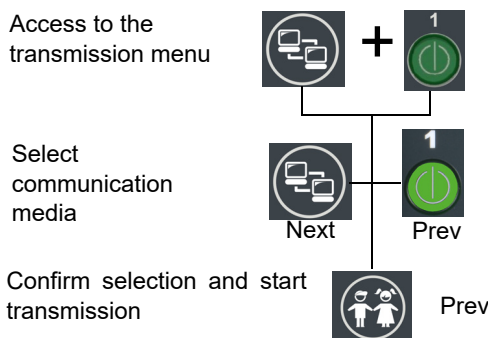 Access to the
transmission menu
1
+
Select
communication
media
1
Next
Prev
Confirm selection and start
transmission
Prev